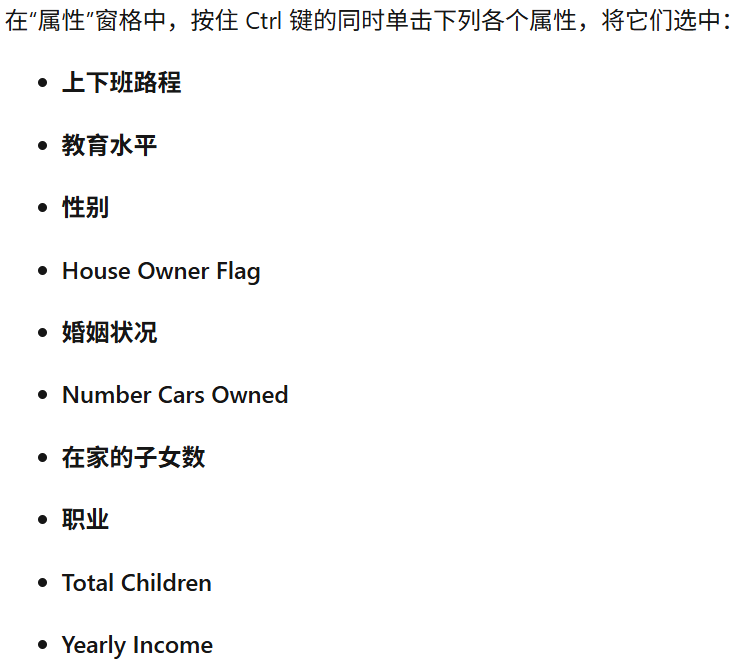 在“属性”窗格中，按住 Ctrl 键的同时单击下列各个属性，将它们选中：
• 上下班路程
• 教育水平
• 性别
• House Owner Flag
• 婚姻状况
• Number Cars Owned
• 在家的子女数
• 职业
• Total Children
• Yearly Income